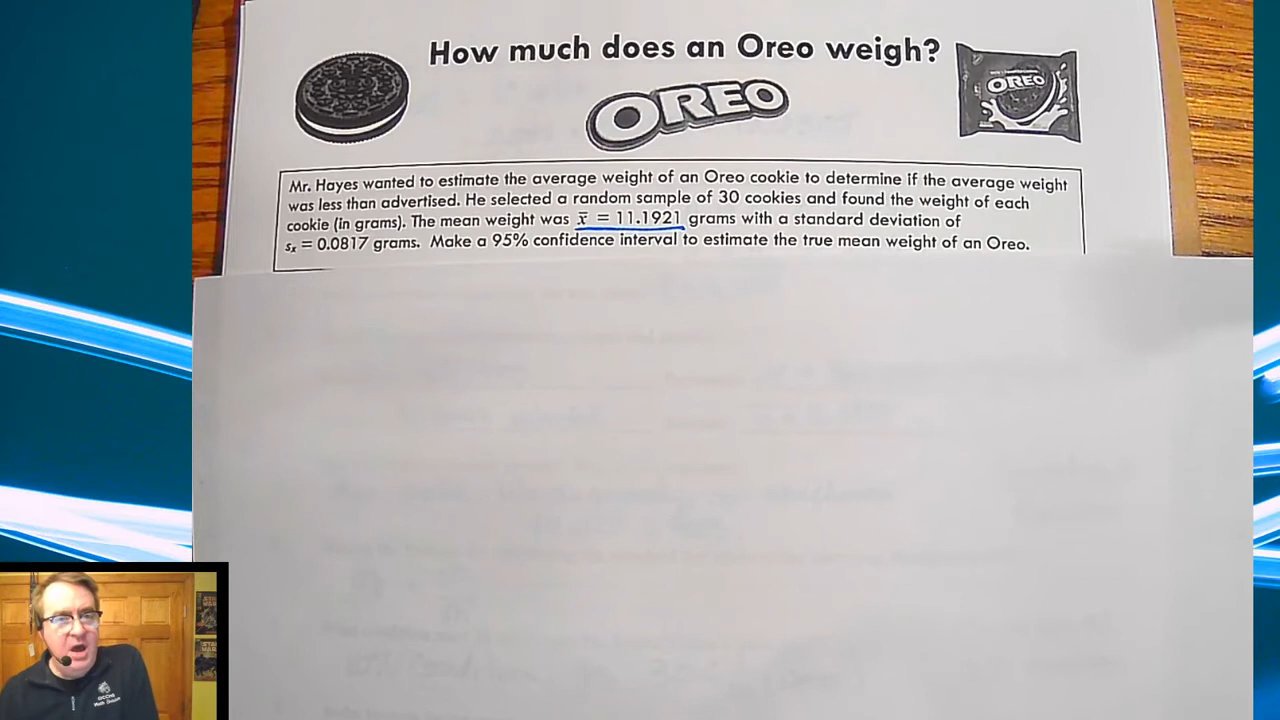 How much does an Oreo weigh?
OREO
OREO
Mr. Hayes wanted to estimate the average weight of an Oreo cookie to determine if the average weight
was less than advertised. He selected a random sample of 30 cookies and found the weight of each
cookie (in grams). The mean weight was x̄ = 11.1921 grams with a standard deviation of
sₓ = 0.0817 grams. Make a 95% confidence interval to estimate the true mean weight of an Oreo.